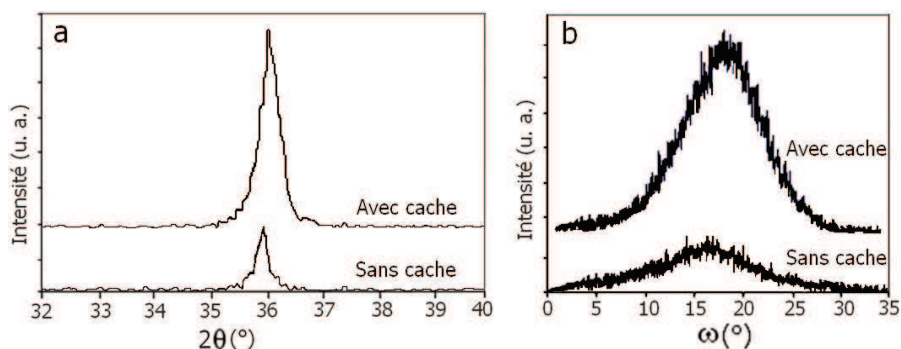 a
Intensité (u. a.)
Avec cache
Sans cache
32 33 34 35 36 37 38 39 40
2θ(°)
b
Intensité (u. a.)
Avec cache
Sans cache
0 5 10 15 20 25 30 35
ω(°)